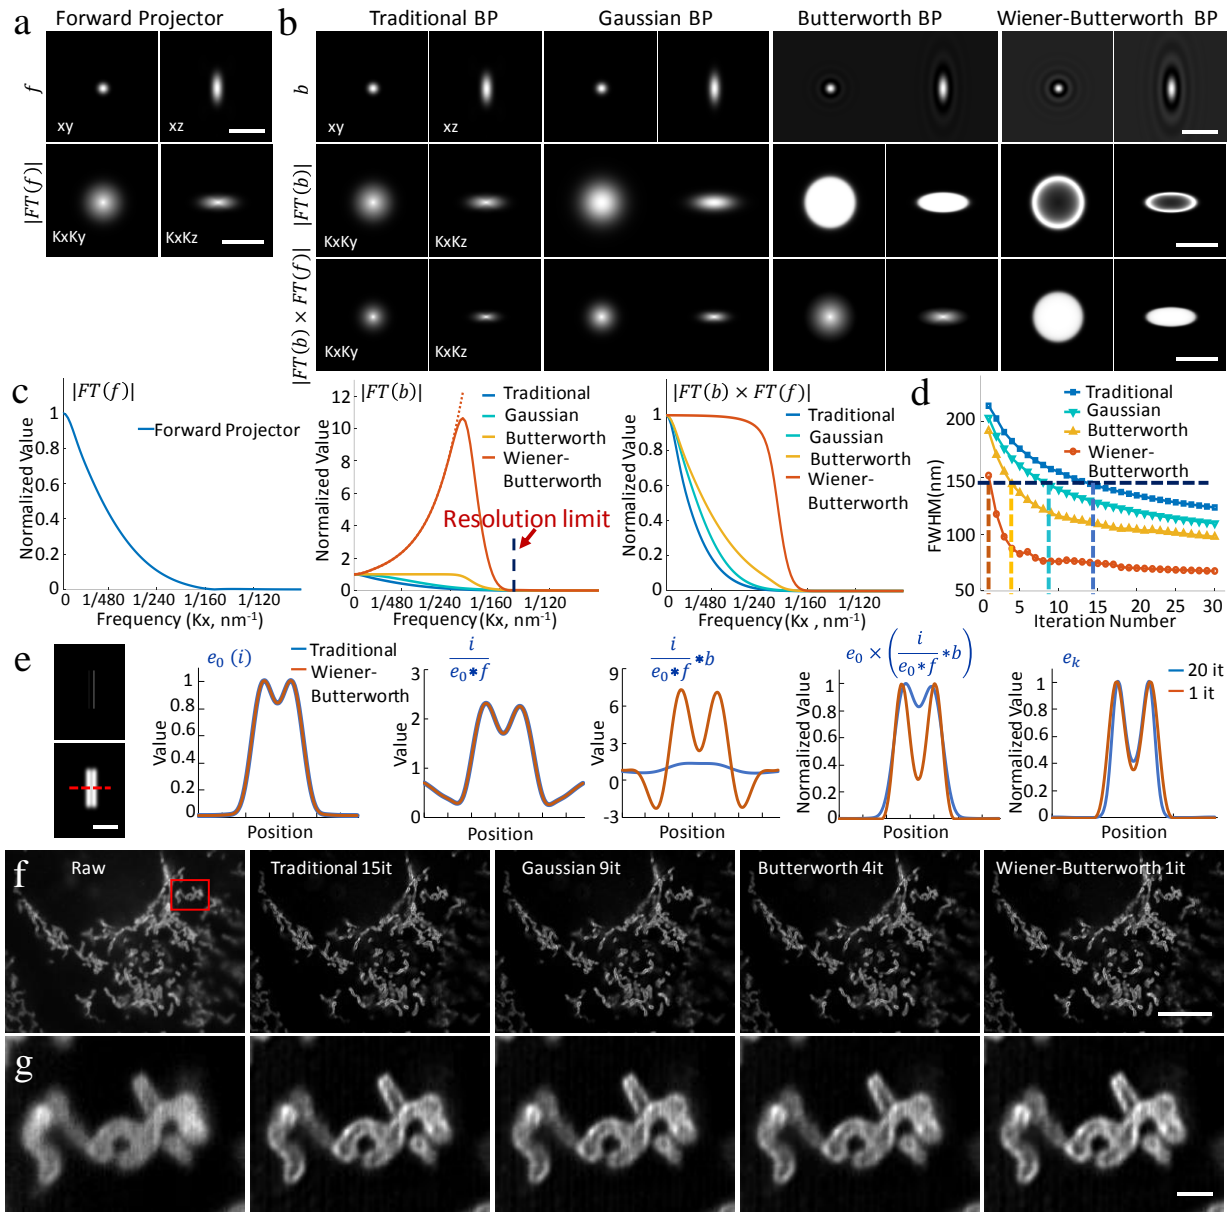 a Forward Projector
b Traditional BP Gaussian BP Butterworth BP Wiener-Butterworth BP
f
xy xz
|FT(f)|
KxKy KxKz
b
xy xz
|FT(b)|
KxKy KxKz
|FT(b) × FT(f)|
KxKy KxKz
c
|FT(f)|
Forward Projector
Normalized Value
1
0.8
0.6
0.4
0.2
0
0 1/480 1/240 1/160 1/120
Frequency (Kx, nm⁻¹)
|FT(b)|
Traditional
Gaussian
Butterworth
Wiener-
Butterworth
Resolution limit
Normalized Value
12
10
8
6
4
2
0
0 1/480 1/240 1/160 1/120
Frequency (Kx, nm⁻¹)
|FT(b) × FT(f)|
Traditional
Gaussian
Butterworth
Wiener-
Butterworth
Normalized Value
1
0.8
0.6
0.4
0.2
0
0 1/480 1/240 1/160 1/120
Frequency (Kx , nm⁻¹)
d
Traditional
Gaussian
Butterworth
Wiener-
Butterworth
FWHM(nm)
200
150
100
50
0 5 10 15 20 25 30
Iteration Number
e
e₀ (i)
Traditional
Wiener-
Butterworth
Value
1
0.8
0.6
0.4
0.2
0
Position
i
e₀∗f
Value
3
2
1
0
Position
i
e₀∗f ∗b
Value
9
6
3
0
-3
Position
e₀ × ( i
e₀∗f ∗b )
Normalized Value
1
0.8
0.6
0.4
0.2
0
Position
eₖ
20 it
1 it
Normalized Value
1
0.8
0.6
0.4
0.2
0
Position
f Raw Traditional 15it Gaussian 9it Butterworth 4it Wiener-Butterworth 1it
g